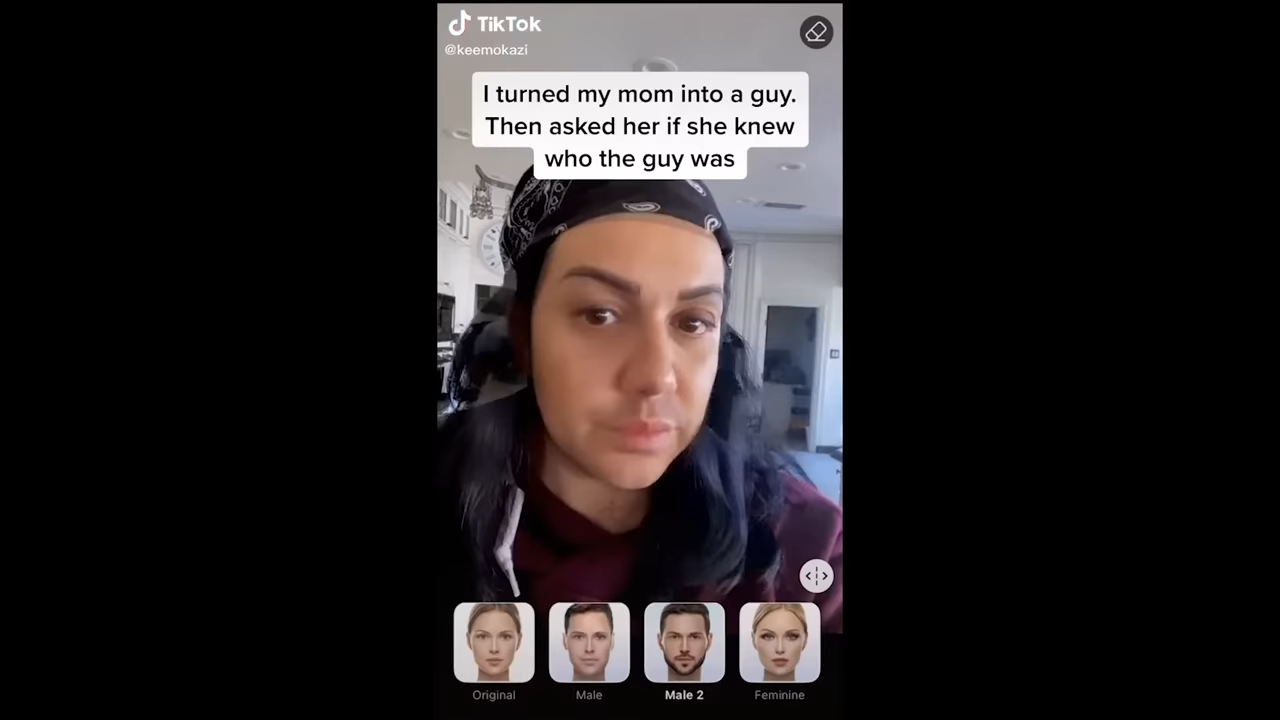 TikTok
@keemokazi
I turned my mom into a guy.
Then asked her if she knew
who the guy was
Original
Male
Male 2
Feminine